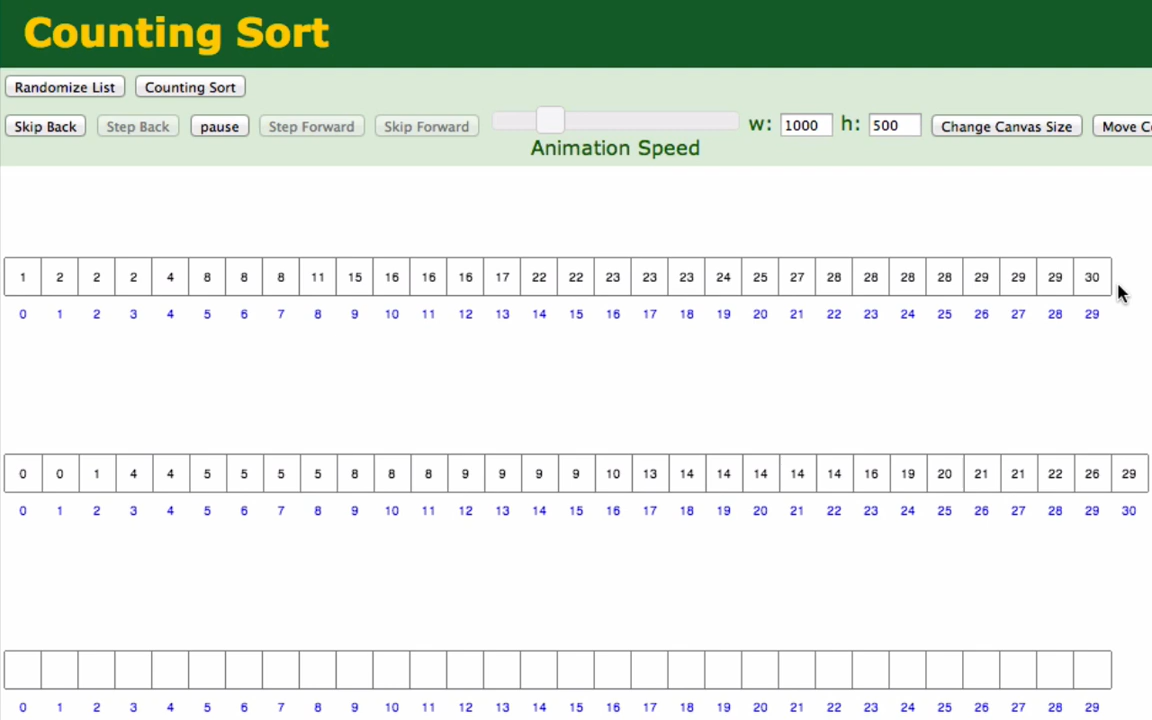 Counting Sort
Randomize List Counting Sort
Skip Back Step Back pause Step Forward Skip Forward w: 1000 h: 500 Change Canvas Size Move
Animation Speed
1 2 2 2 4 8 8 8 11 15 16 16 16 17 22 22 23 23 23 24 25 27 28 28 28 28 29 29 29 30
0 1 2 3 4 5 6 7 8 9 10 11 12 13 14 15 16 17 18 19 20 21 22 23 24 25 26 27 28 29
0 0 1 4 4 5 5 5 5 8 8 8 9 9 9 9 10 13 14 14 14 14 14 16 19 20 21 21 22 26 29
0 1 2 3 4 5 6 7 8 9 10 11 12 13 14 15 16 17 18 19 20 21 22 23 24 25 26 27 28 29 30
0 1 2 3 4 5 6 7 8 9 10 11 12 13 14 15 16 17 18 19 20 21 22 23 24 25 26 27 28 29